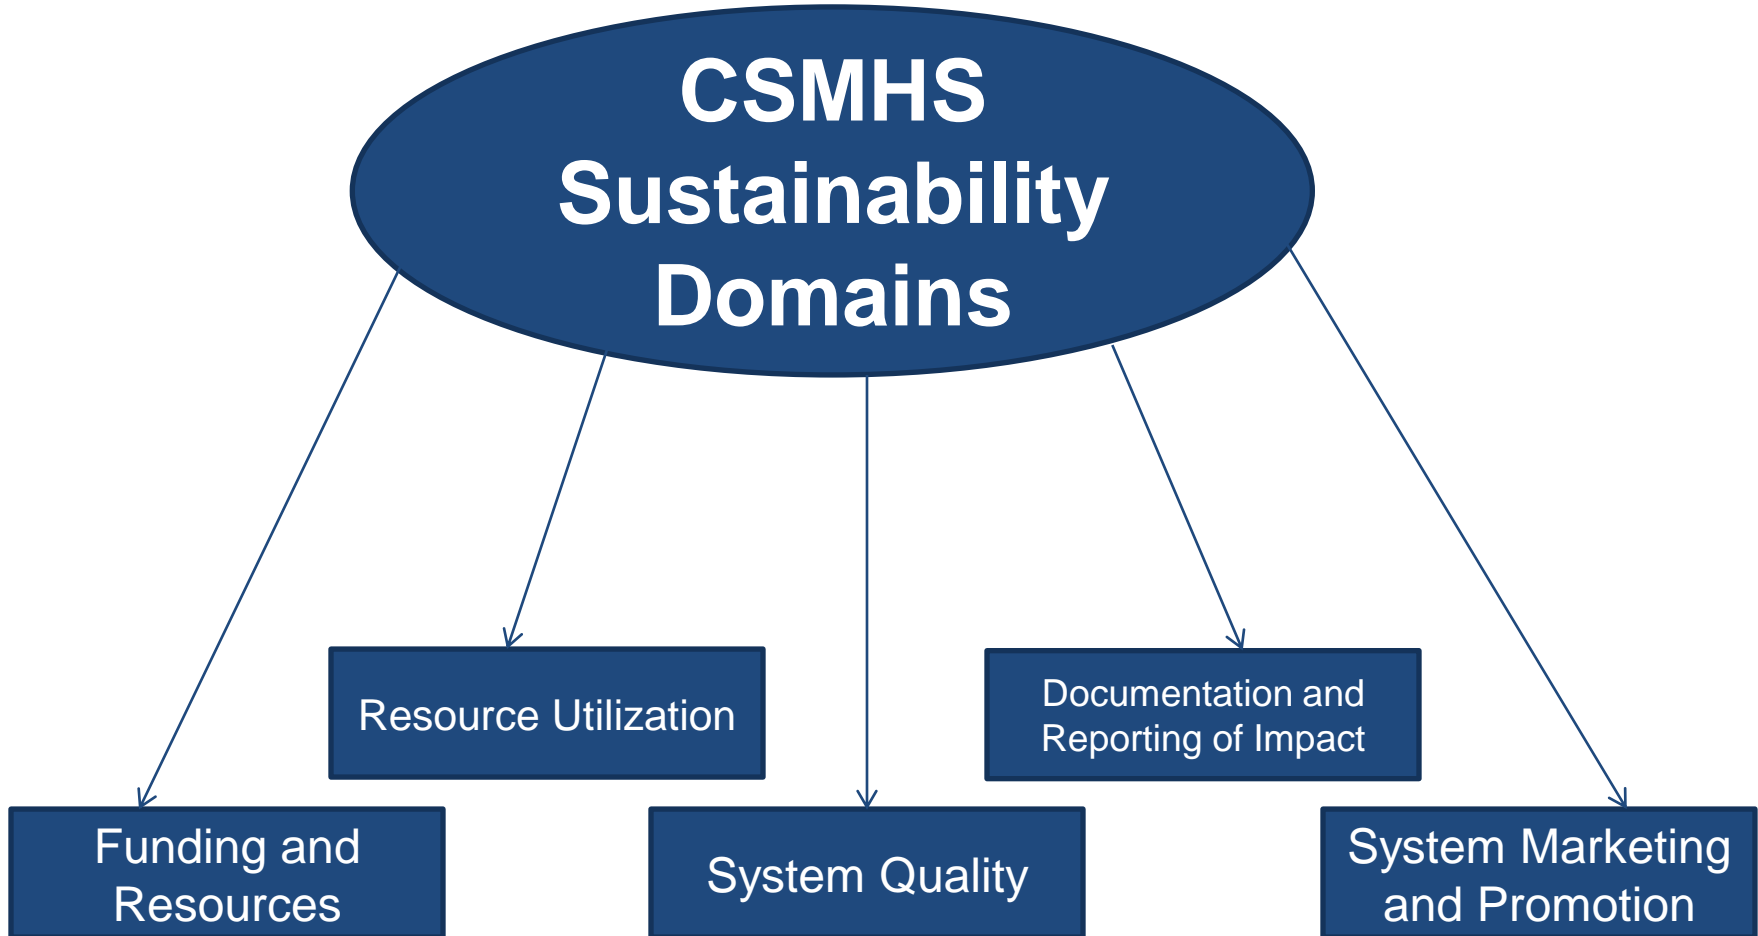 CSMHS
Sustainability
Domains
Resource Utilization
Documentation and
Reporting of Impact
Funding and
Resources
System Quality
System Marketing
and Promotion